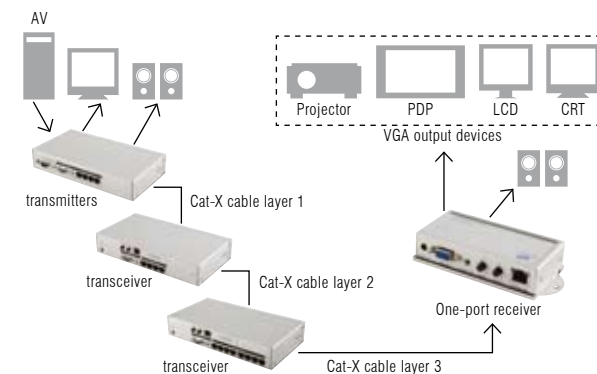 AV
Projector
PDP
LCD
CRT
VGA output devices
transmitters
Cat-X cable layer 1
transceiver
Cat-X cable layer 2
One-port receiver
transceiver
Cat-X cable layer 3